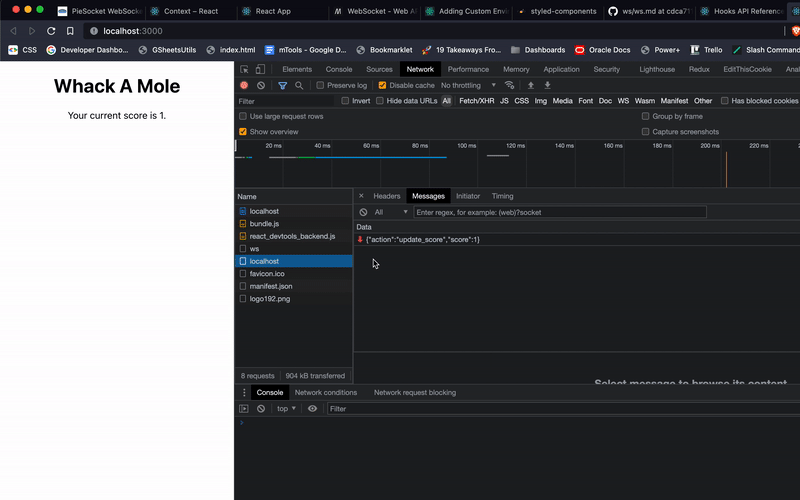 PieSocket WebSocke
Context – React
React App
WebSocket - Web A
Adding Custom Env
styled-components
ws/ws.md at cdca71
Hooks API Reference
localhost:3000
CSS
Google Developer Dashbo...
GSheetsUtils
index.html
mTools - Google D...
Bookmarklet
19 Takeaways Fro...
Dashboards
Oracle Docs
Power+
Trello
Slash Command
Whack A Mole
Your current score is 1.
Elements Console Sources Network Performance Memory Application Security Lighthouse Redux EditThisCookie Ana
Preserve log Disable cache No throttling
Filter Invert Hide data URLs All Fetch/XHR JS CSS Img Media Font Doc WS Wasm Manifest Other Has blocked cookies
Use large request rows Group by frame
Show overview Capture screenshots
20 ms 40 ms 60 ms 80 ms 100 ms 120 ms 140 ms 160 ms 180 ms 200 ms 220 ms
Name
localhost
bundle.js
react_devtools_backend.js
ws
localhost
favicon.ico
manifest.json
logo192.png
8 requests 904 kB transferred
× Headers Messages Initiator Timing
All Enter regex, for example: (web)?socket
Data
{"action":"update_score","score":1}
Select message to browse its content.
Console Network conditions Network request blocking
top Filter